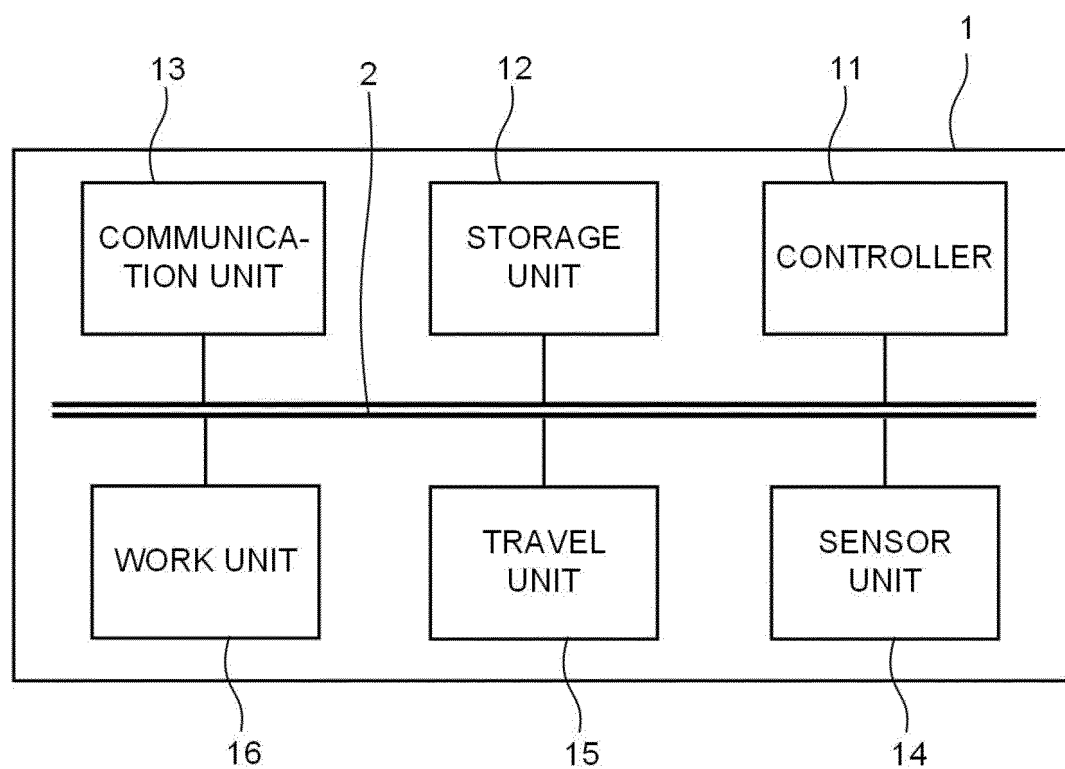 1
13
2
12
11
COMMUNICA-
TION UNIT
STORAGE
UNIT
CONTROLLER
WORK UNIT
TRAVEL
UNIT
SENSOR
UNIT
16
15
14